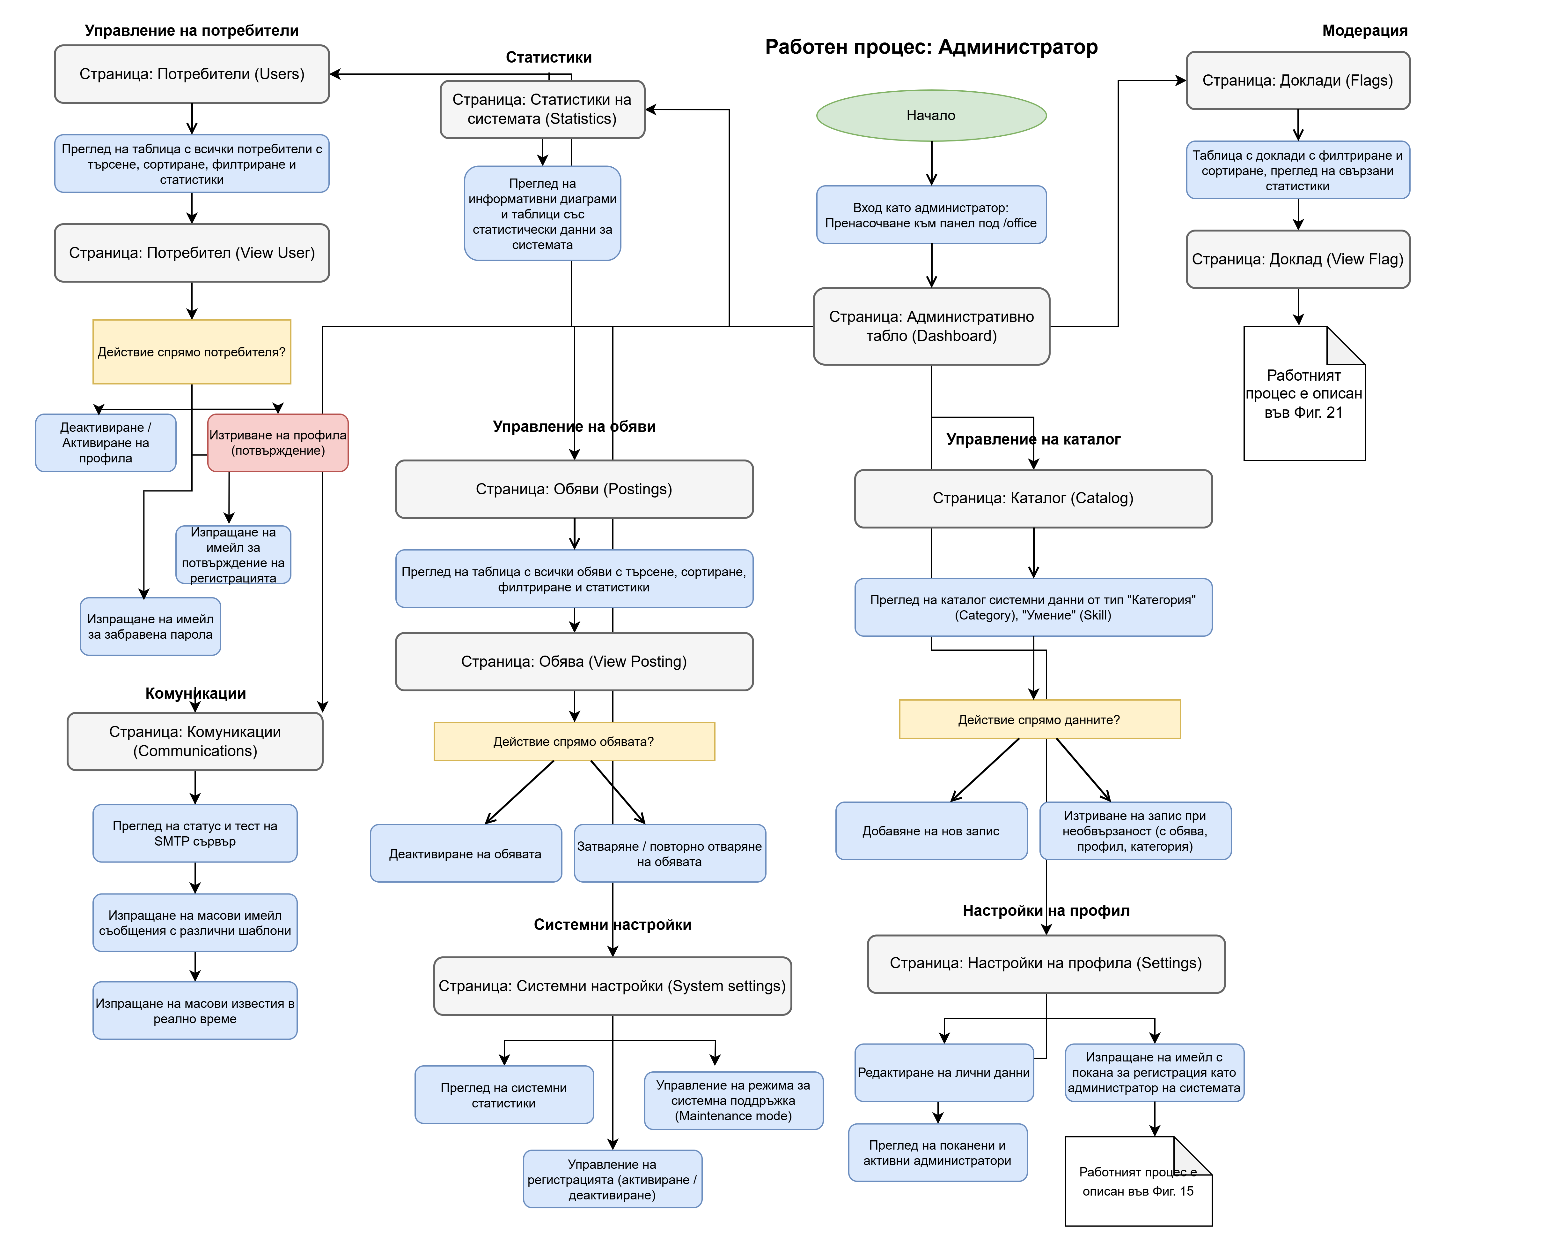 Работен процес: Администратор
Начало
Вход като администратор:
Пренасочване към панел под /office
Страница: Административно
табло (Dashboard)
Управление на потребители
Страница: Потребители (Users)
Преглед на таблица с всички потребители с
търсене, сортиране, филтриране и
статистики
Страница: Потребител (View User)
Действие спрямо потребителя?
Деактивиране /
Активиране на
профила
Изтриване на профила
(потвърждение)
Изпращане на
имейл за
потвърждение на
регистрацията
Изпращане на имейл
за забравена парола
Комуникации
Страница: Комуникации
(Communications)
Преглед на статус и тест на
SMTP сървър
Изпращане на масови имейл
съобщения с различни шаблони
Изпращане на масови известия в
реално време
Статистики
Страница: Статистики на
системата (Statistics)
Преглед на
информативни диаграми
и таблици със
статистически данни за
системата
Управление на обяви
Страница: Обяви (Postings)
Преглед на таблица с всички обяви с търсене, сортиране,
филтриране и статистики
Страница: Обява (View Posting)
Действие спрямо обявата?
Деактивиране на обявата
Затваряне / повторно отваряне
на обявата
Системни настройки
Страница: Системни настройки (System settings)
Преглед на системни
статистики
Управление на режима за
системна поддръжка
(Maintenance mode)
Управление на
регистрацията (активиране /
деактивиране)
Управление на каталог
Страница: Каталог (Catalog)
Преглед на каталог системни данни от тип "Категория"
(Category), "Умение" (Skill)
Действие спрямо данните?
Добавяне на нов запис
Изтриване на запис при
необвързаност (с обява,
профил, категория)
Настройки на профил
Страница: Настройки на профила (Settings)
Редактиране на лични данни
Преглед на поканени и
активни администратори
Изпращане на имейл с
покана за регистрация като
администратор на системата
Работният процес е
описан във Фиг. 15
Модерация
Страница: Доклади (Flags)
Таблица с доклади с филтриране и
сортиране, преглед на свързани
статистики
Страница: Доклад (View Flag)
Работният
процес е описан
във Фиг. 21